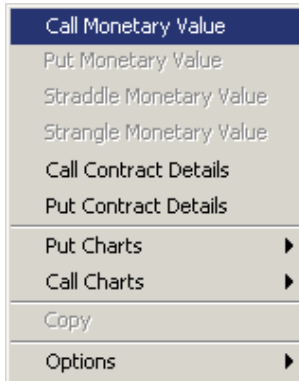 Call Monetary Value
Put Monetary Value
Straddle Monetary Value
Strangle Monetary Value
Call Contract Details
Put Contract Details
Put Charts
Call Charts
Copy
Options